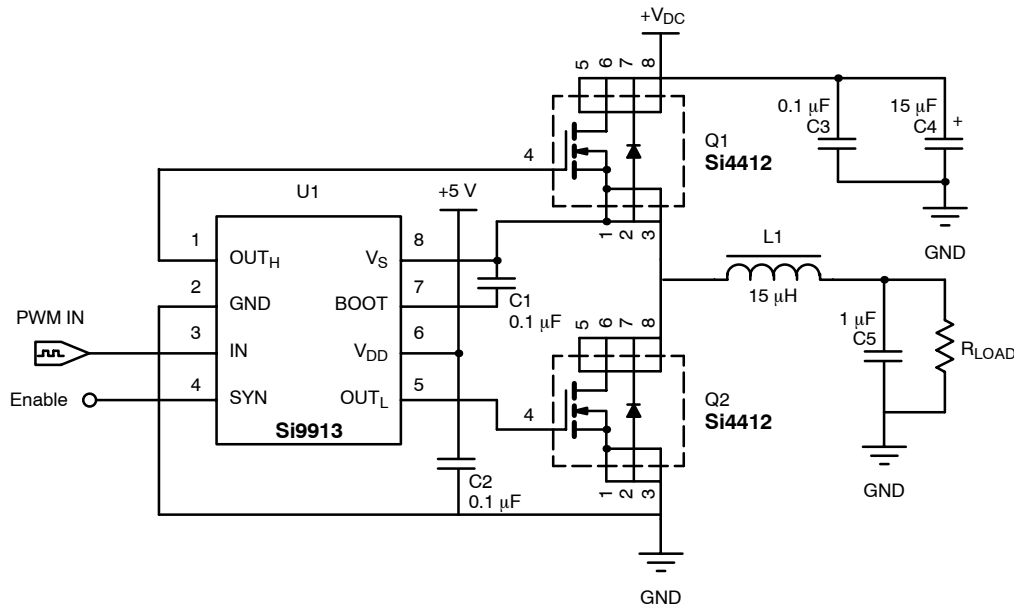 +VDC
5 6 7 8
0.1 μF
C3
15 μF
C4
+
Q1
Si4412
4
U1
+5 V
1 2 3
GND
1
OUTH
VS
8
2
GND
BOOT
7
C1
0.1 μF
L1
15 μH
PWM IN
3
IN
VDD
6
5 6 7 8
1 μF
C5
RLOAD
Enable
4
SYN
OUTL
5
Si9913
4
Q2
Si4412
C2
0.1 μF
1 2 3
GND
GND